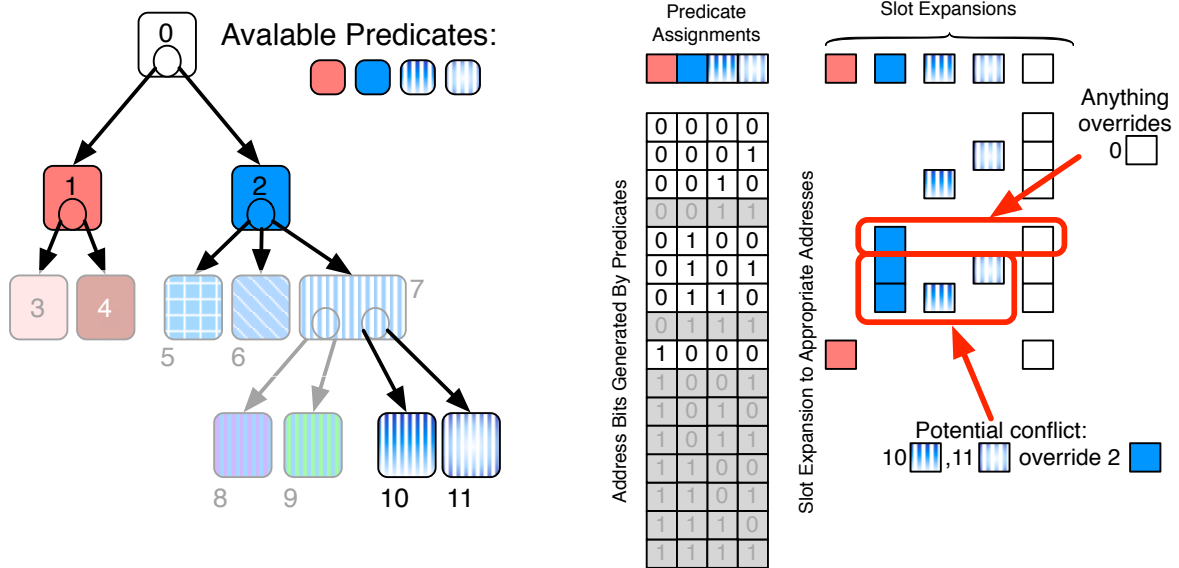 0
Avalable Predicates:
1
2
3
4
5
6
7
8
9
10
11
Predicate
Assignments
Address Bits Generated By Predicates
0 0 0 0
0 0 0 1
0 0 1 0
0 0 1 1
0 1 0 0
0 1 0 1
0 1 1 0
0 1 1 1
1 0 0 0
1 0 0 1
1 0 1 0
1 0 1 1
1 1 0 0
1 1 0 1
1 1 1 0
1 1 1 1
Slot Expansions
Slot Expansion to Appropriate Addresses
Anything
overrides
0
Potential conflict:
10 ,11 override 2